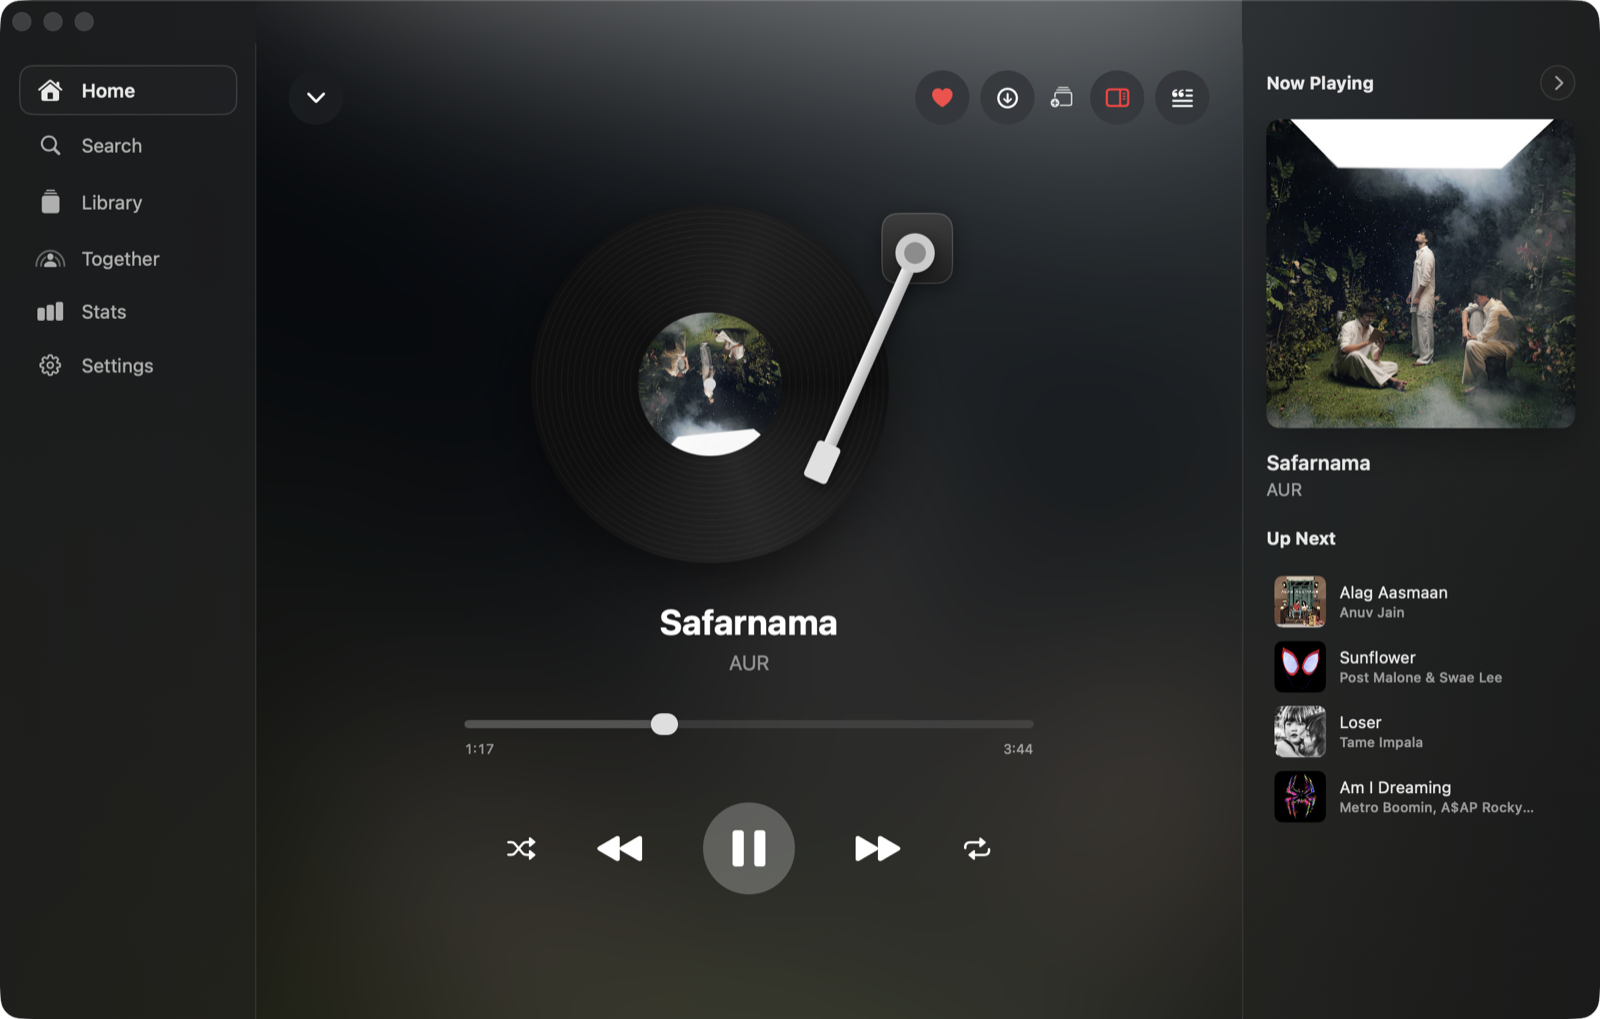 Home
Search
Library
Together
Stats
Settings
Safarnama
AUR
1:17
3:44
Now Playing
Safarnama
AUR
Up Next
Alag Aasmaan
Anuv Jain
Sunflower
Post Malone & Swae Lee
Loser
Tame Impala
Am I Dreaming
Metro Boomin, A$AP Rocky...